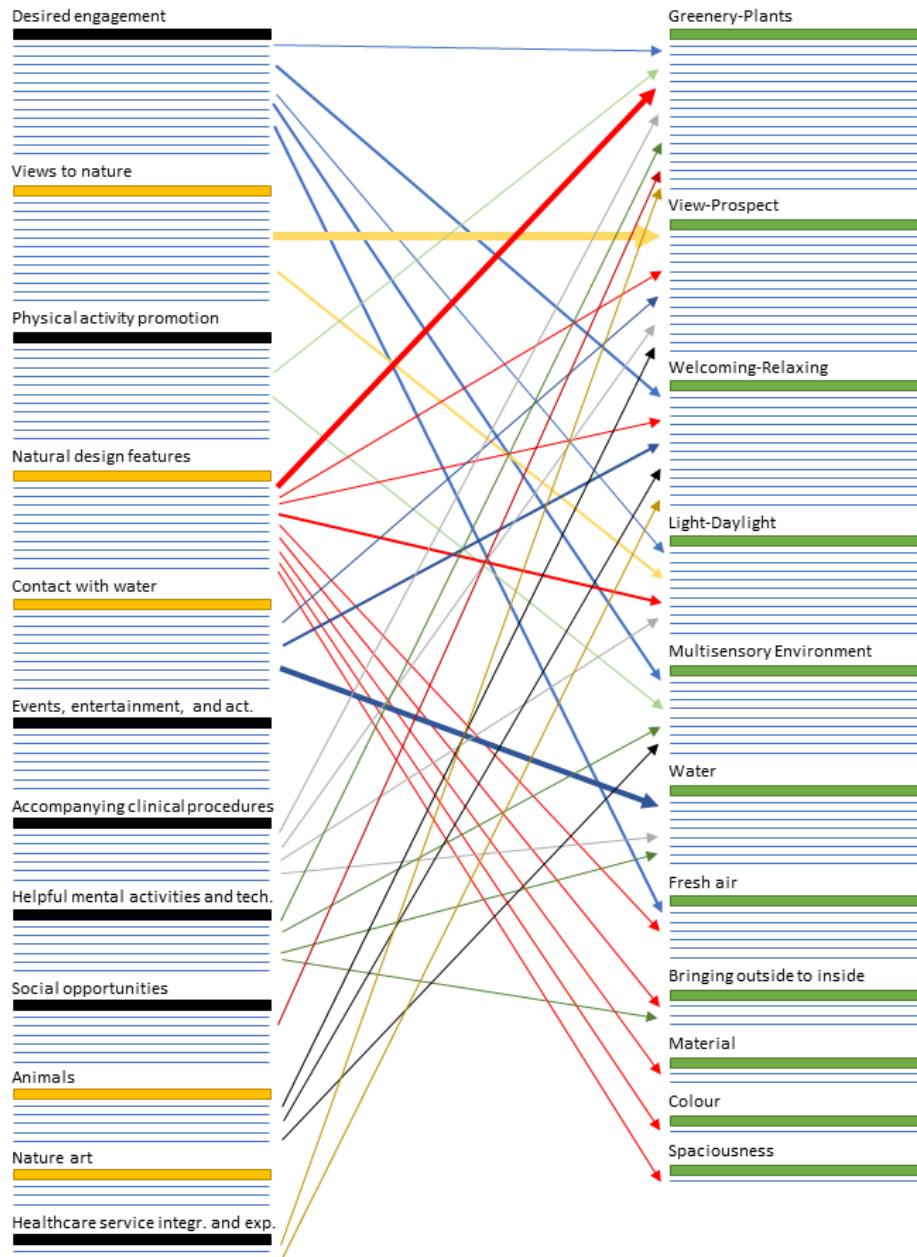 Desired engagement
Views to nature
Physical activity promotion
Natural design features
Contact with water
Events, entertainment, and act.
Accompanying clinical procedures
Helpful mental activities and tech.
Social opportunities
Animals
Nature art
Healthcare service integr. and exp.
Greenery-Plants
View-Prospect
Welcoming-Relaxing
Light-Daylight
Multisensory Environment
Water
Fresh air
Bringing outside to inside
Material
Colour
Spaciousness